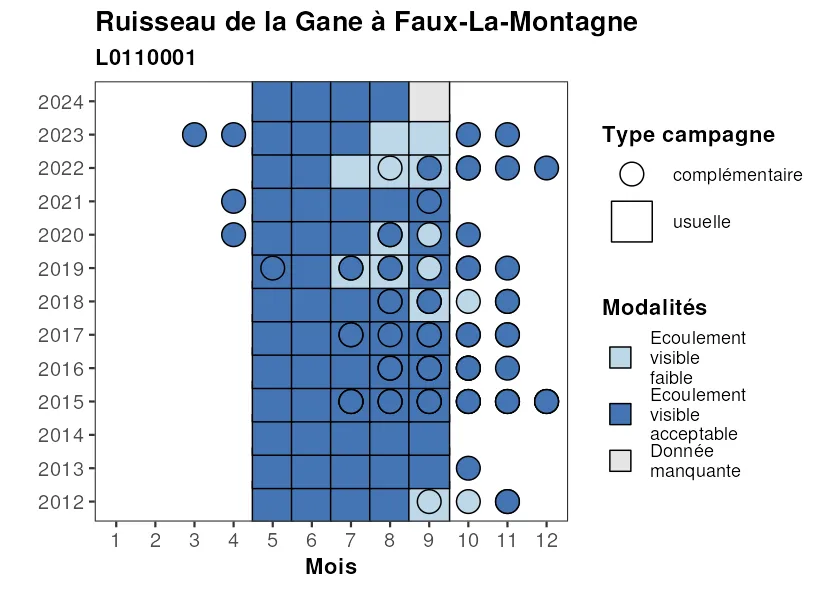 Ruisseau de la Gane à Faux-La-Montagne
L0110001
2024
2023
2022
2021
2020
2019
2018
2017
2016
2015
2014
2013
2012
1 2 3 4 5 6 7 8 9 10 11 12
Mois
Type campagne
complémentaire
usuelle
Modalités
Ecoulement
visible
faible
Ecoulement
visible
acceptable
Donnée
manquante